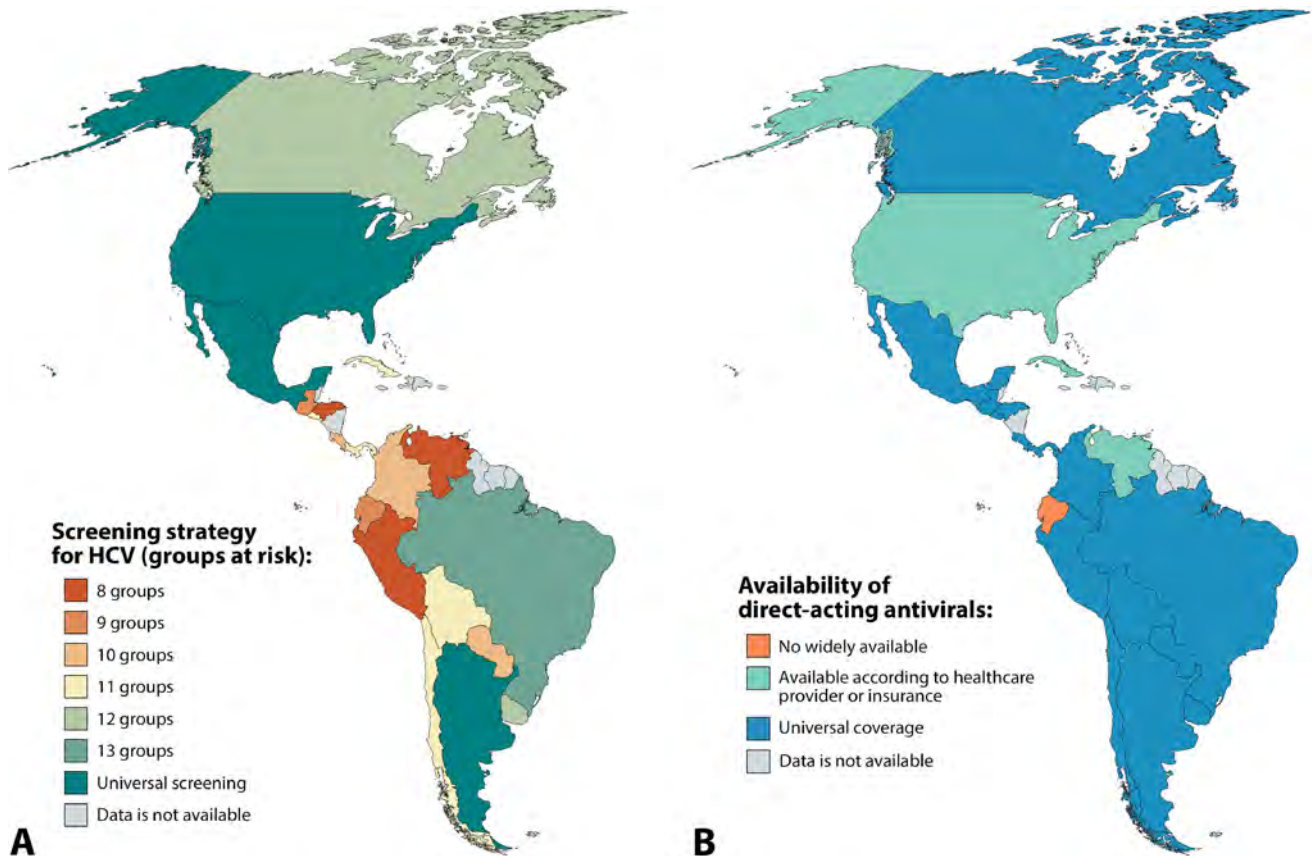 Screening strategy
for HCV (groups at risk):
8 groups
9 groups
10 groups
11 groups
12 groups
13 groups
Universal screening
Data is not available
A
Availability of
direct-acting antivirals:
No widely available
Available according to healthcare
provider or insurance
Universal coverage
Data is not available
B